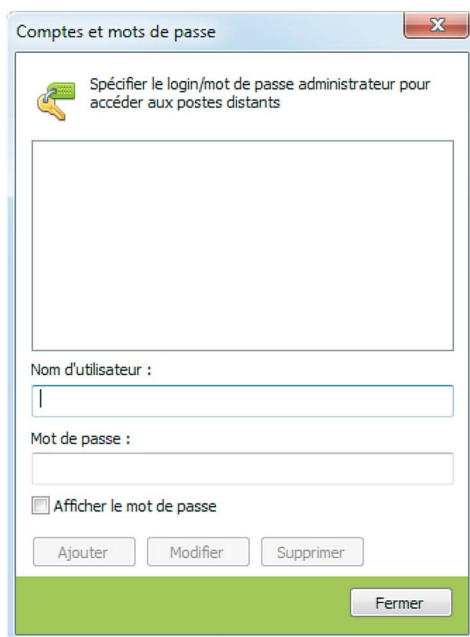 Comptes et mots de passe
Spécifier le login/mot de passe administrateur pour
accéder aux postes distants
Nom d'utilisateur :
Mot de passe :
Afficher le mot de passe
Ajouter
Modifier
Supprimer
Fermer